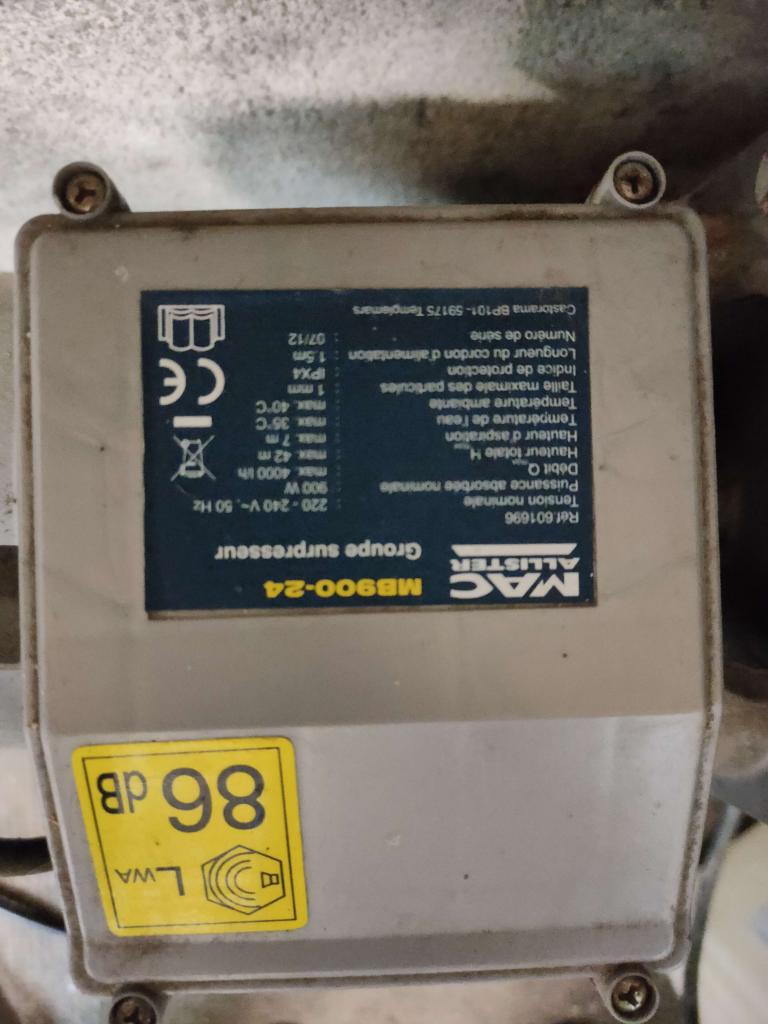 MAC
ALLISTER
MB900-24
Groupe surpresseur
Réf.601696
Tension nominale : 220 - 240 V~, 50 Hz
Puissance absorbée nominale : 900 W
Débit Qmax : max. 4000 l/h
Hauteur totale Hmax : max. 42 m
Hauteur d'aspiration : max. 7 m
Température de l'eau : max. 35°C
Température ambiante : max. 40°C
Taille maximale des particules : 1 mm
Indice de protection : IPX4
Longueur du cordon d'alimentation : 1.5m
Numéro de série : 07/12
Castorama BP101- 59175 Templemars
CE
LWA
86 dB